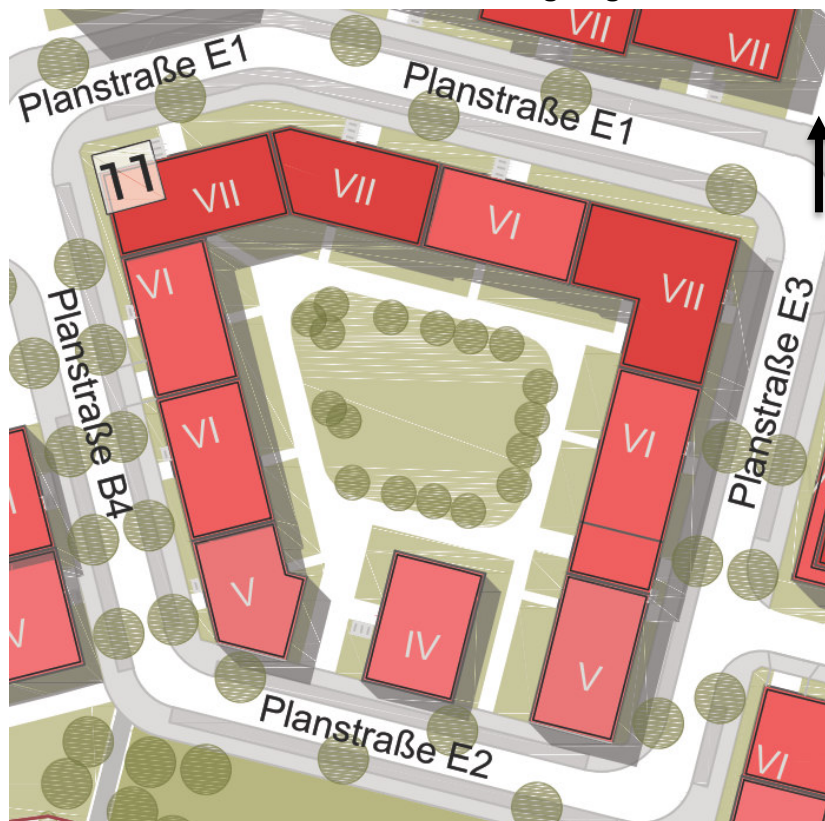 VII
VII
Planstraße E1
Planstraße E1
11
VII
VII
VI
VII
VI
Planstraße E3
Planstraße B4
VI
VI
V
IV
V
V
Planstraße E2
VI